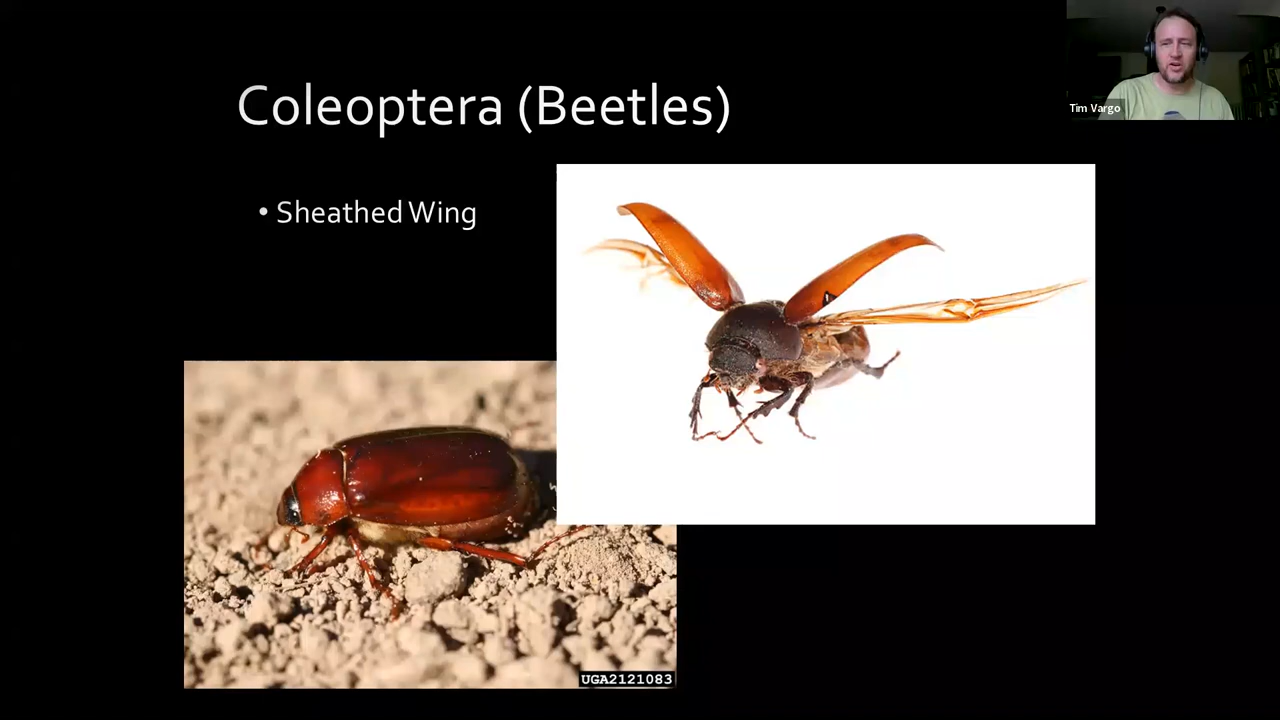 Coleoptera (Beetles)
• Sheathed Wing
Tim Vargo
UGA2121083